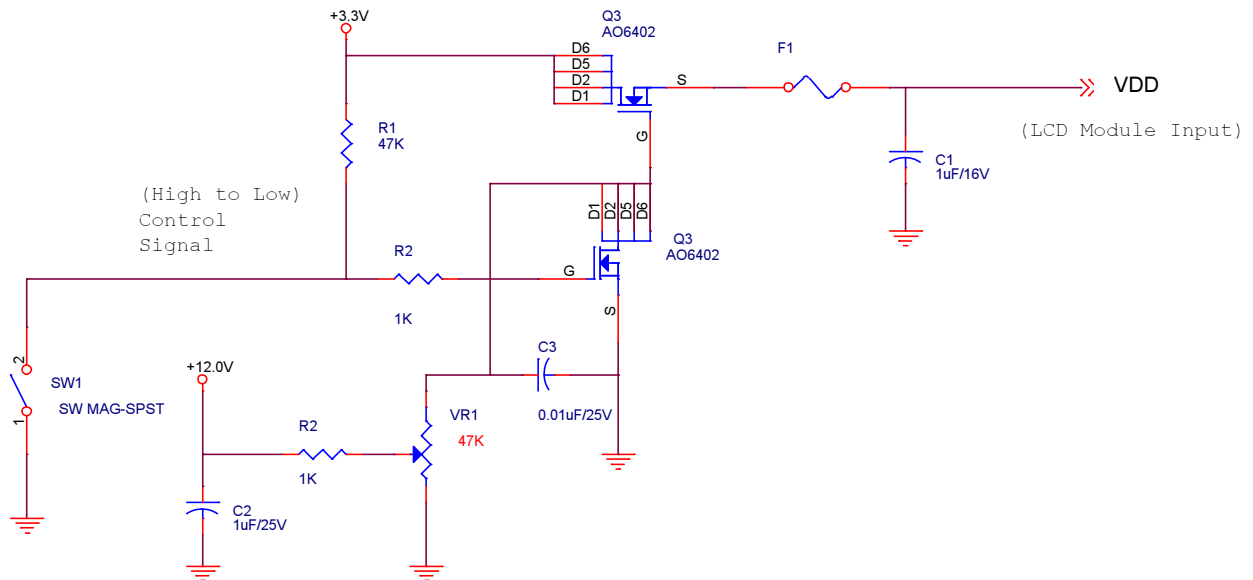 +3.3V
Q3
AO6402
D6
D5
D2
D1
S
G
F1
VDD
(LCD Module Input)
R1
47K
C1
1uF/16V
(High to Low)
Control
Signal
D1
D2
D5
D6
Q3
AO6402
R2
1K
G
S
2
1
SW1
SW MAG-SPST
+12.0V
C3
0.01uF/25V
R2
1K
VR1
47K
C2
1uF/25V